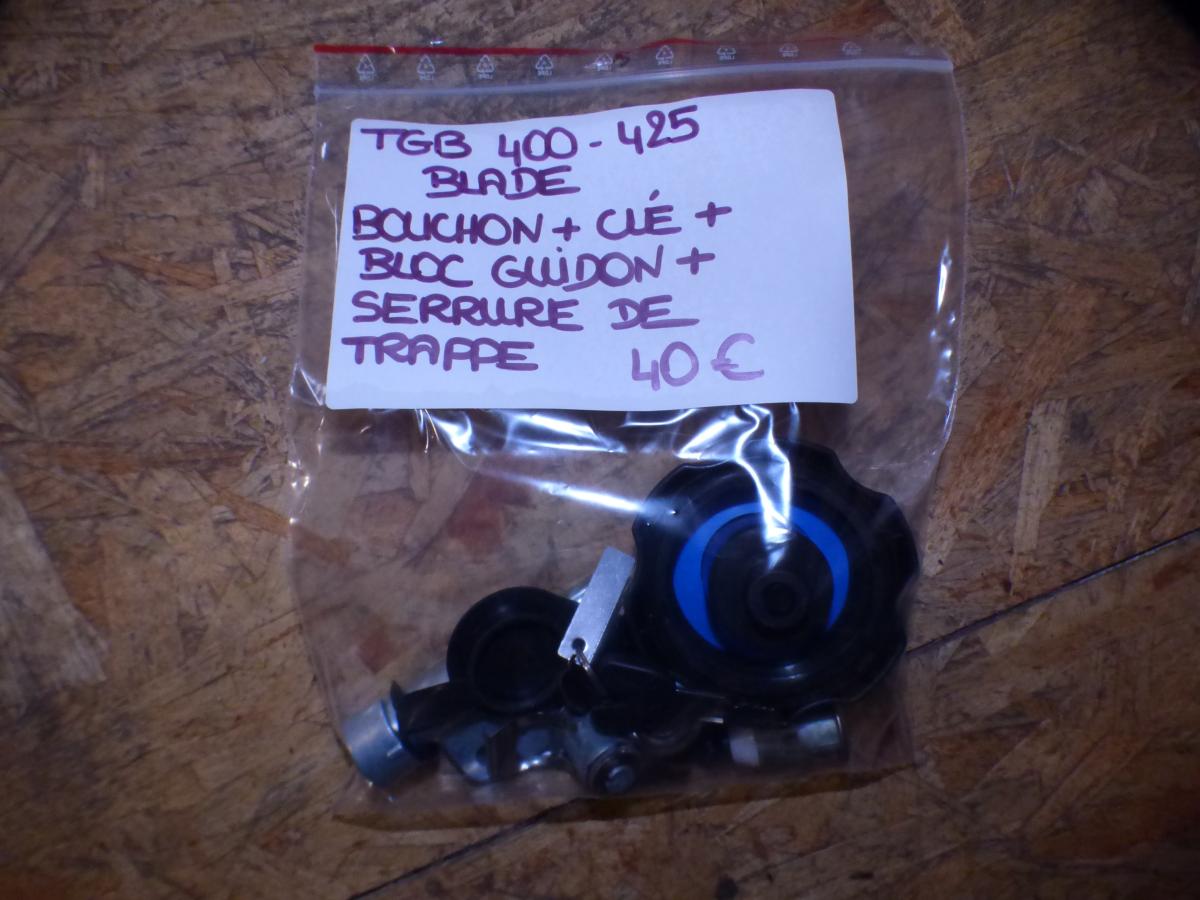 TGB 400-425
BLADE
BOUCHON + CLÉ +
BLOC GUIDON +
SERRURE DE
TRAPPE 40€